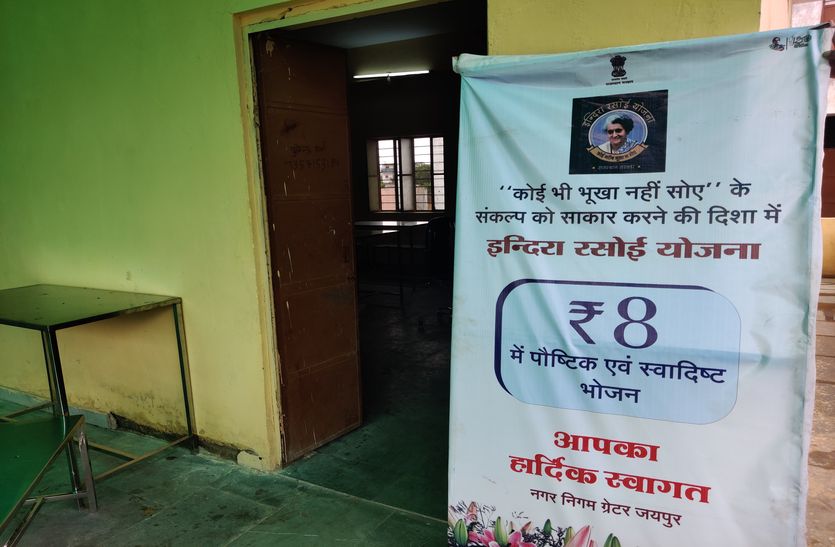 इन्दिरा रसोई योजना
"कोई भी भूखा नहीं सोए" के
संकल्प को साकार करने की दिशा में
इन्दिरा रसोई योजना
₹8
में पौष्टिक एवं स्वादिष्ट
भोजन
आपका
हार्दिक स्वागत
नगर निगम ग्रेटर जयपुर